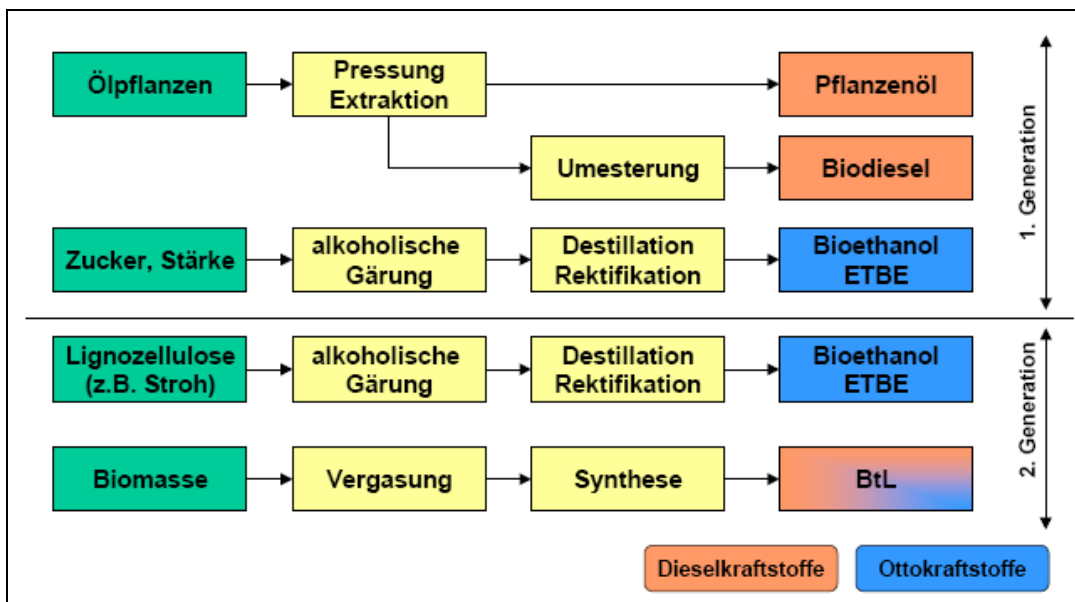 Ölpflanzen
Pressung
Extraktion
Pflanzenöl
Umesterung
Biodiesel
Zucker, Stärke
alkoholische
Gärung
Destillation
Rektifikation
Bioethanol
ETBE
1. Generation
Lignozellulose
(z.B. Stroh)
alkoholische
Gärung
Destillation
Rektifikation
Bioethanol
ETBE
Biomasse
Vergasung
Synthese
BtL
2. Generation
Dieselkraftstoffe
Ottokraftstoffe